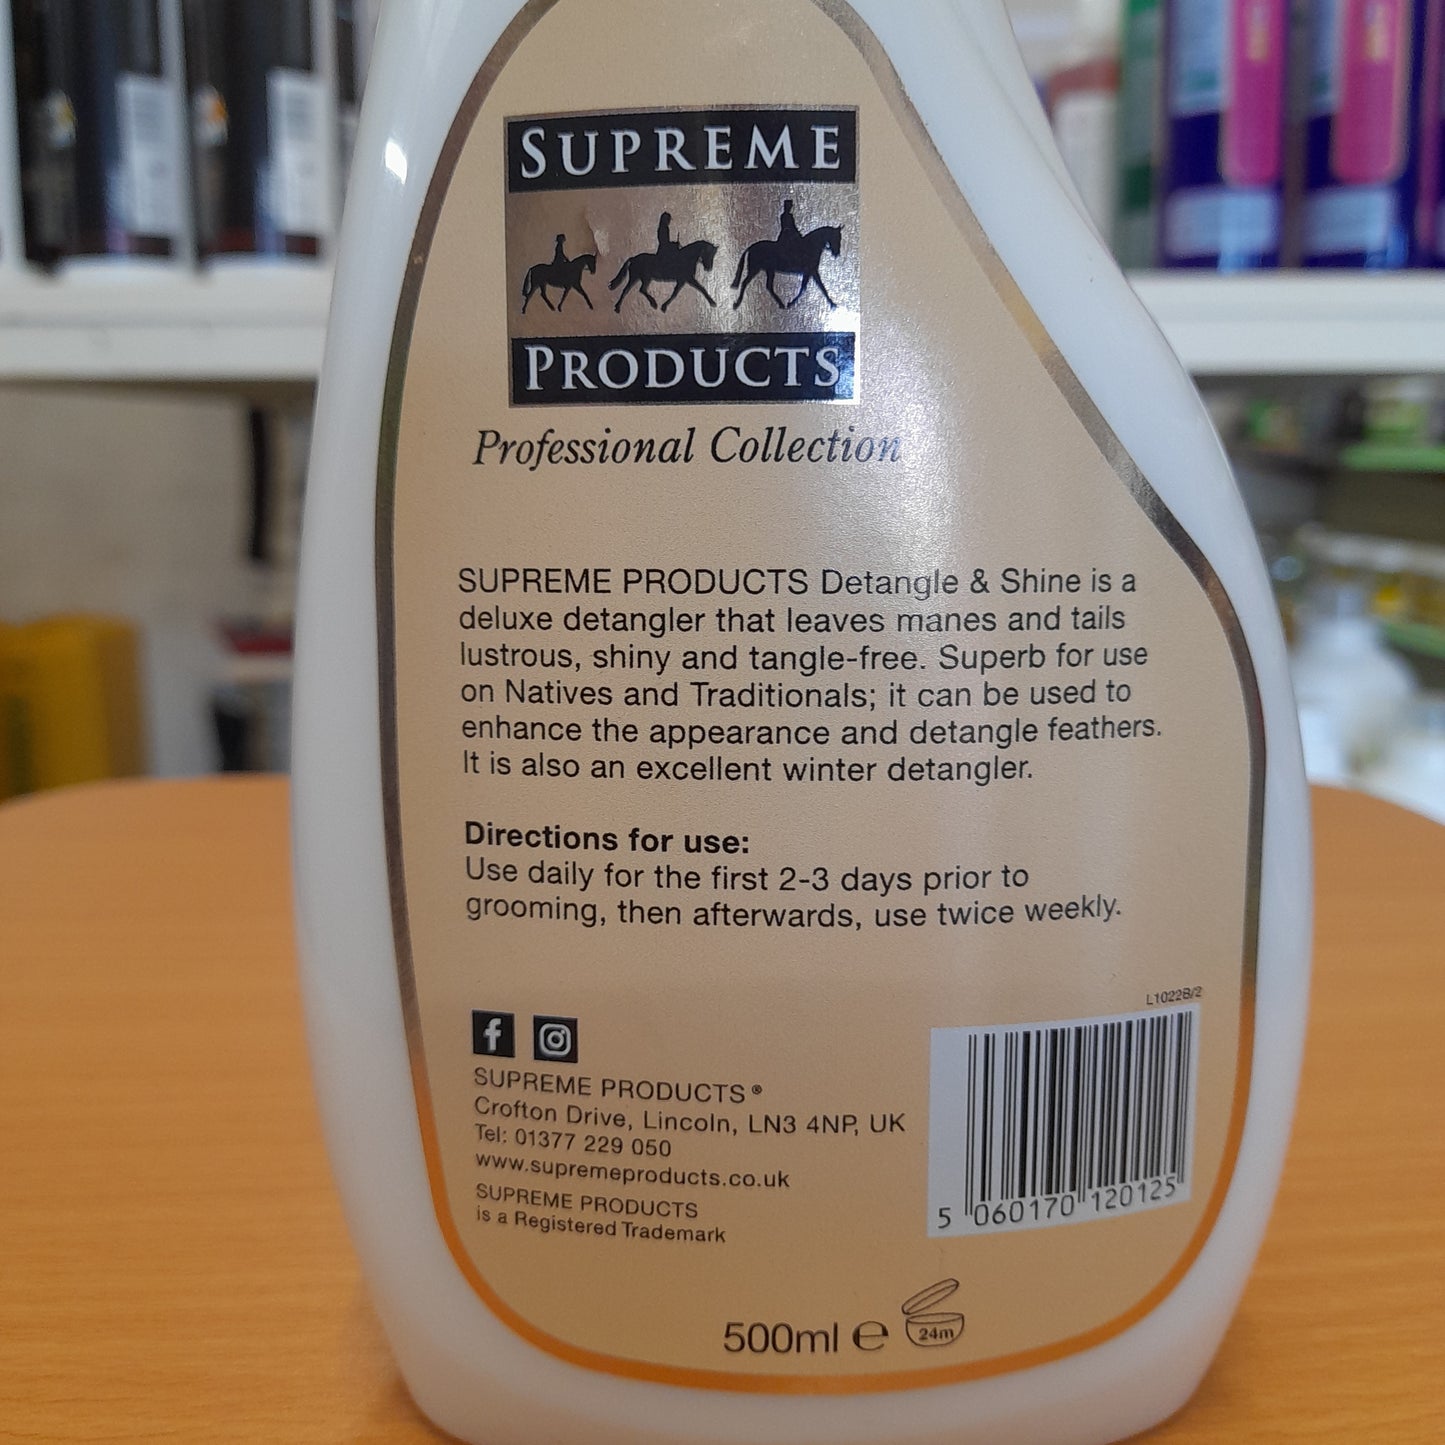 SUPREME
PRODUCTS
Professional Collection
SUPREME PRODUCTS Detangle & Shine is a
deluxe detangler that leaves manes and tails
lustrous, shiny and tangle-free. Superb for use
on Natives and Traditionals; it can be used to
enhance the appearance and detangle feathers.
It is also an excellent winter detangler.
Directions for use:
Use daily for the first 2-3 days prior to
grooming, then afterwards, use twice weekly.
L1022B/2
SUPREME PRODUCTS®
Crofton Drive, Lincoln, LN3 4NP, UK
Tel: 01377 229 050
www.supremeproducts.co.uk
SUPREME PRODUCTS
is a Registered Trademark
5 060170 120125
500ml ℮ 24m